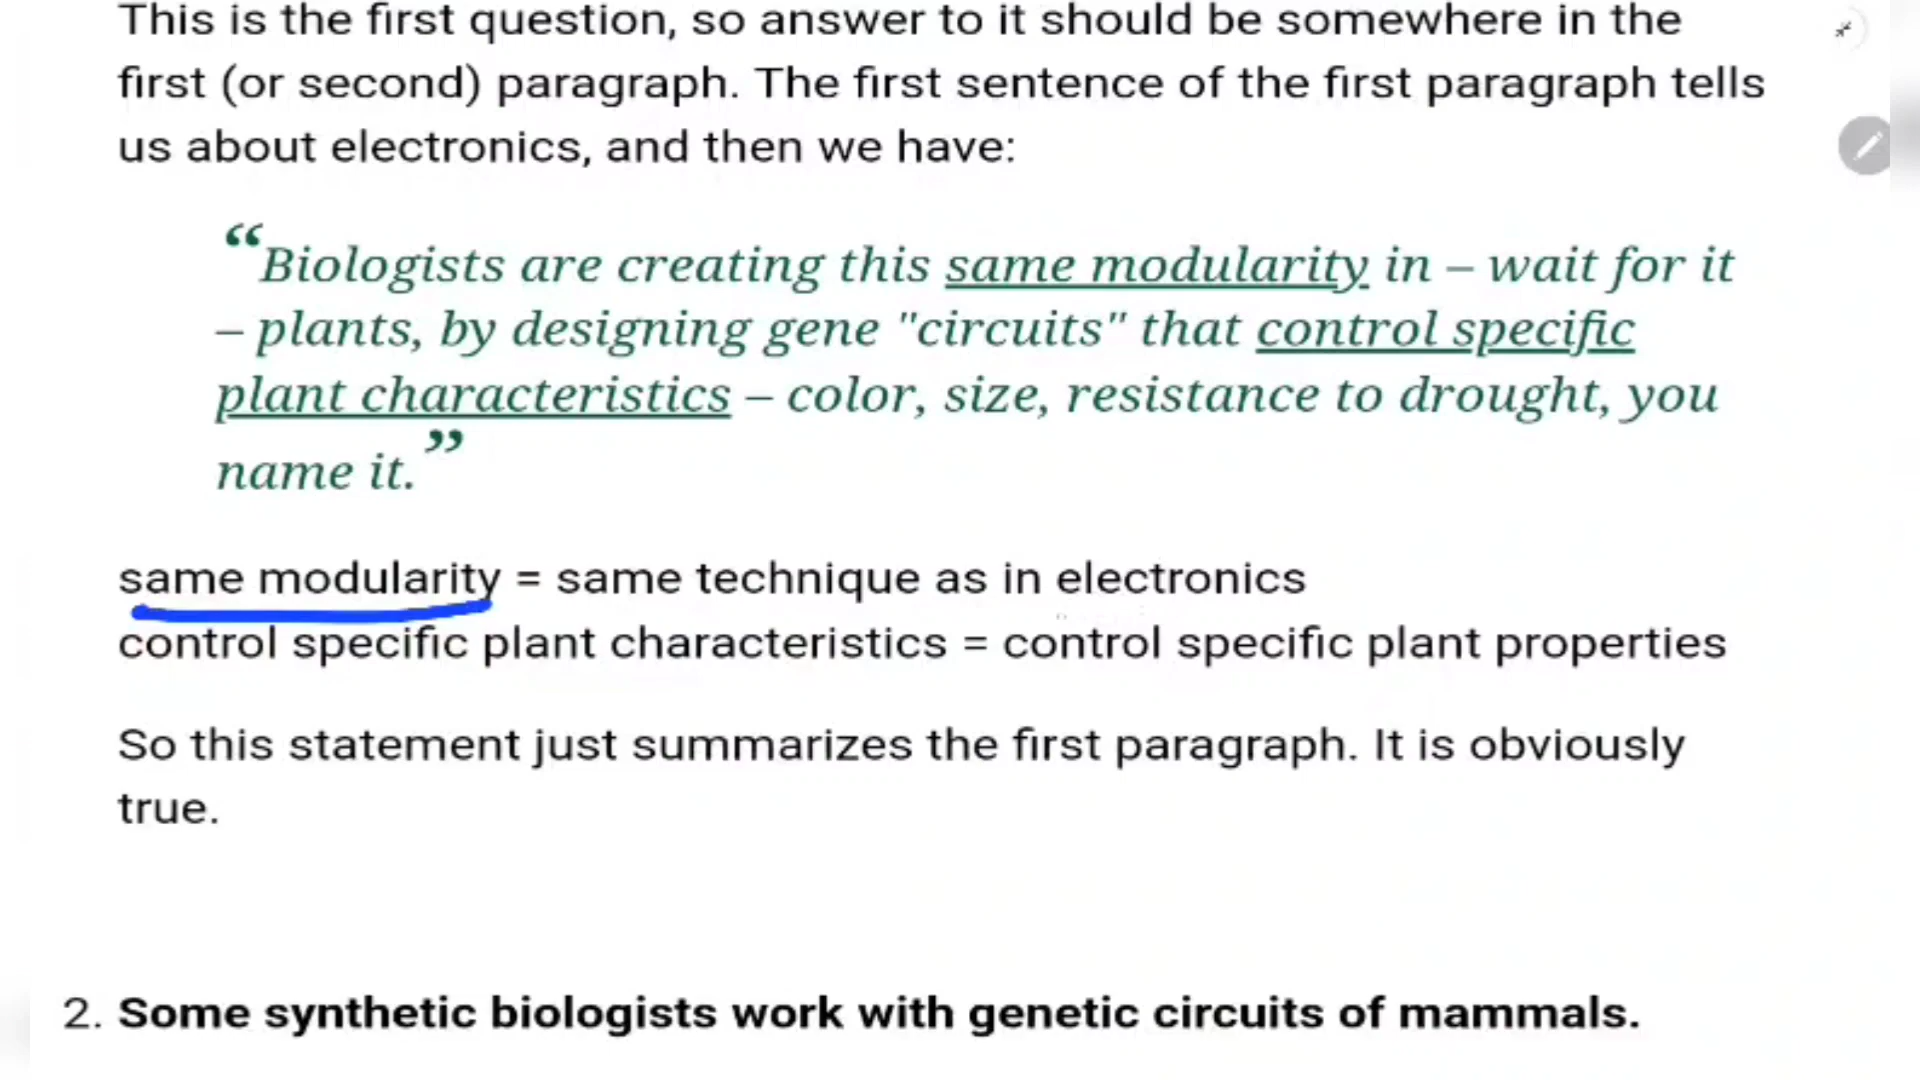 This is the first question, so answer to it should be somewhere in the
first (or second) paragraph. The first sentence of the first paragraph tells
us about electronics, and then we have:
“Biologists are creating this same modularity in – wait for it
– plants, by designing gene "circuits" that control specific
plant characteristics – color, size, resistance to drought, you
name it.”
same modularity = same technique as in electronics
control specific plant characteristics = control specific plant properties
So this statement just summarizes the first paragraph. It is obviously
true.
2. Some synthetic biologists work with genetic circuits of mammals.